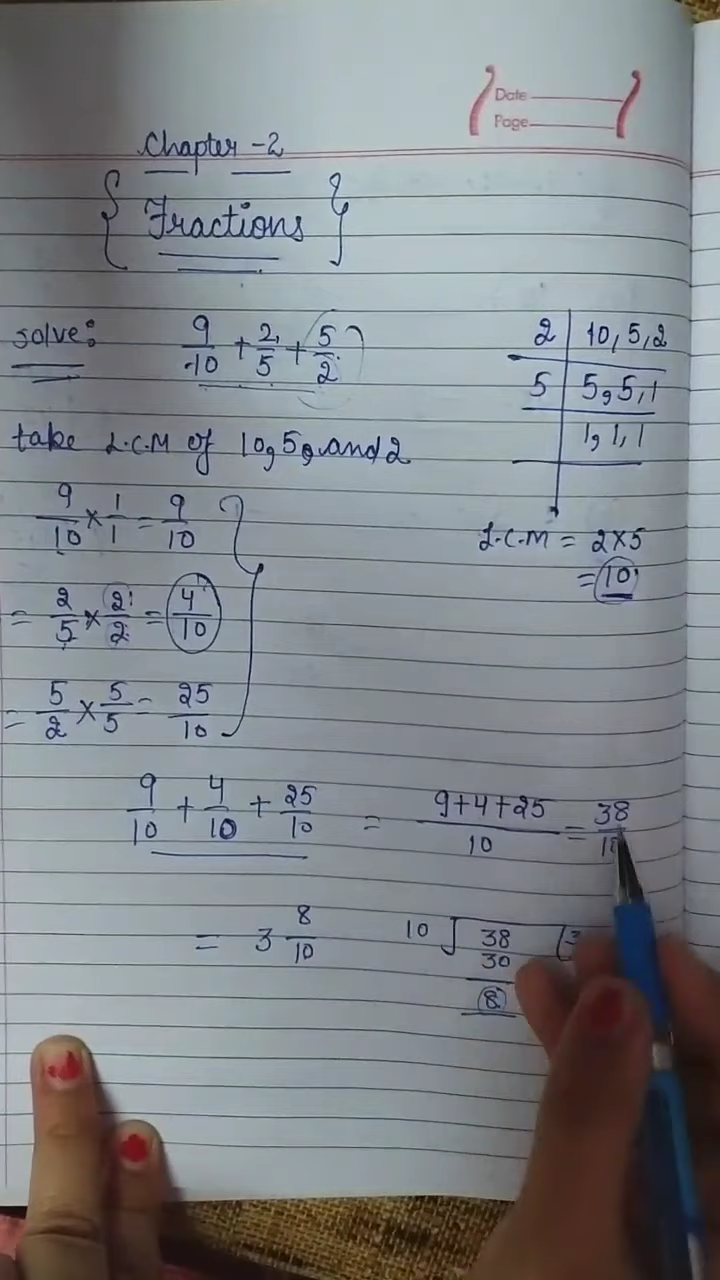 Date
Page
Chapter -2
{ Fractions }
solve: 9/10 + 2/5 + 5/2
2 | 10, 5, 2
5 | 5, 5, 1
1, 1, 1
take L.C.M of 10, 5, and 2
L.C.M = 2×5
= 10
9/10 × 1/1 = 9/10
= 2/5 × 2/2 = 4/10
= 5/2 × 5/5 = 25/10
9/10 + 4/10 + 25/10 = 9+4+25/10 = 38/10
= 3 8/10
10 √ 38 ( 3
30
8